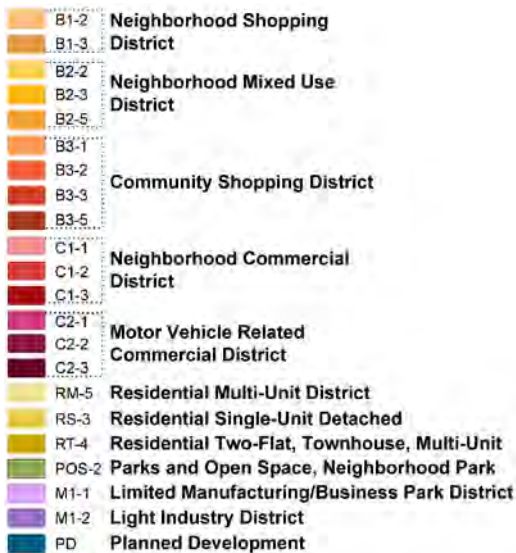 B1-2 Neighborhood Shopping
B1-3 District
B2-2
Neighborhood Mixed Use
B2-3
District
B2-5
B3-1
B3-2
Community Shopping District
B3-3
B3-5
C1-1
Neighborhood Commercial
C1-2
District
C1-3
C2-1
Motor Vehicle Related
C2-2
Commercial District
C2-3
RM-5 Residential Multi-Unit District
RS-3 Residential Single-Unit Detached
RT-4 Residential Two-Flat, Townhouse, Multi-Unit
POS-2 Parks and Open Space, Neighborhood Park
M1-1 Limited Manufacturing/Business Park District
M1-2 Light Industry District
PD Planned Development